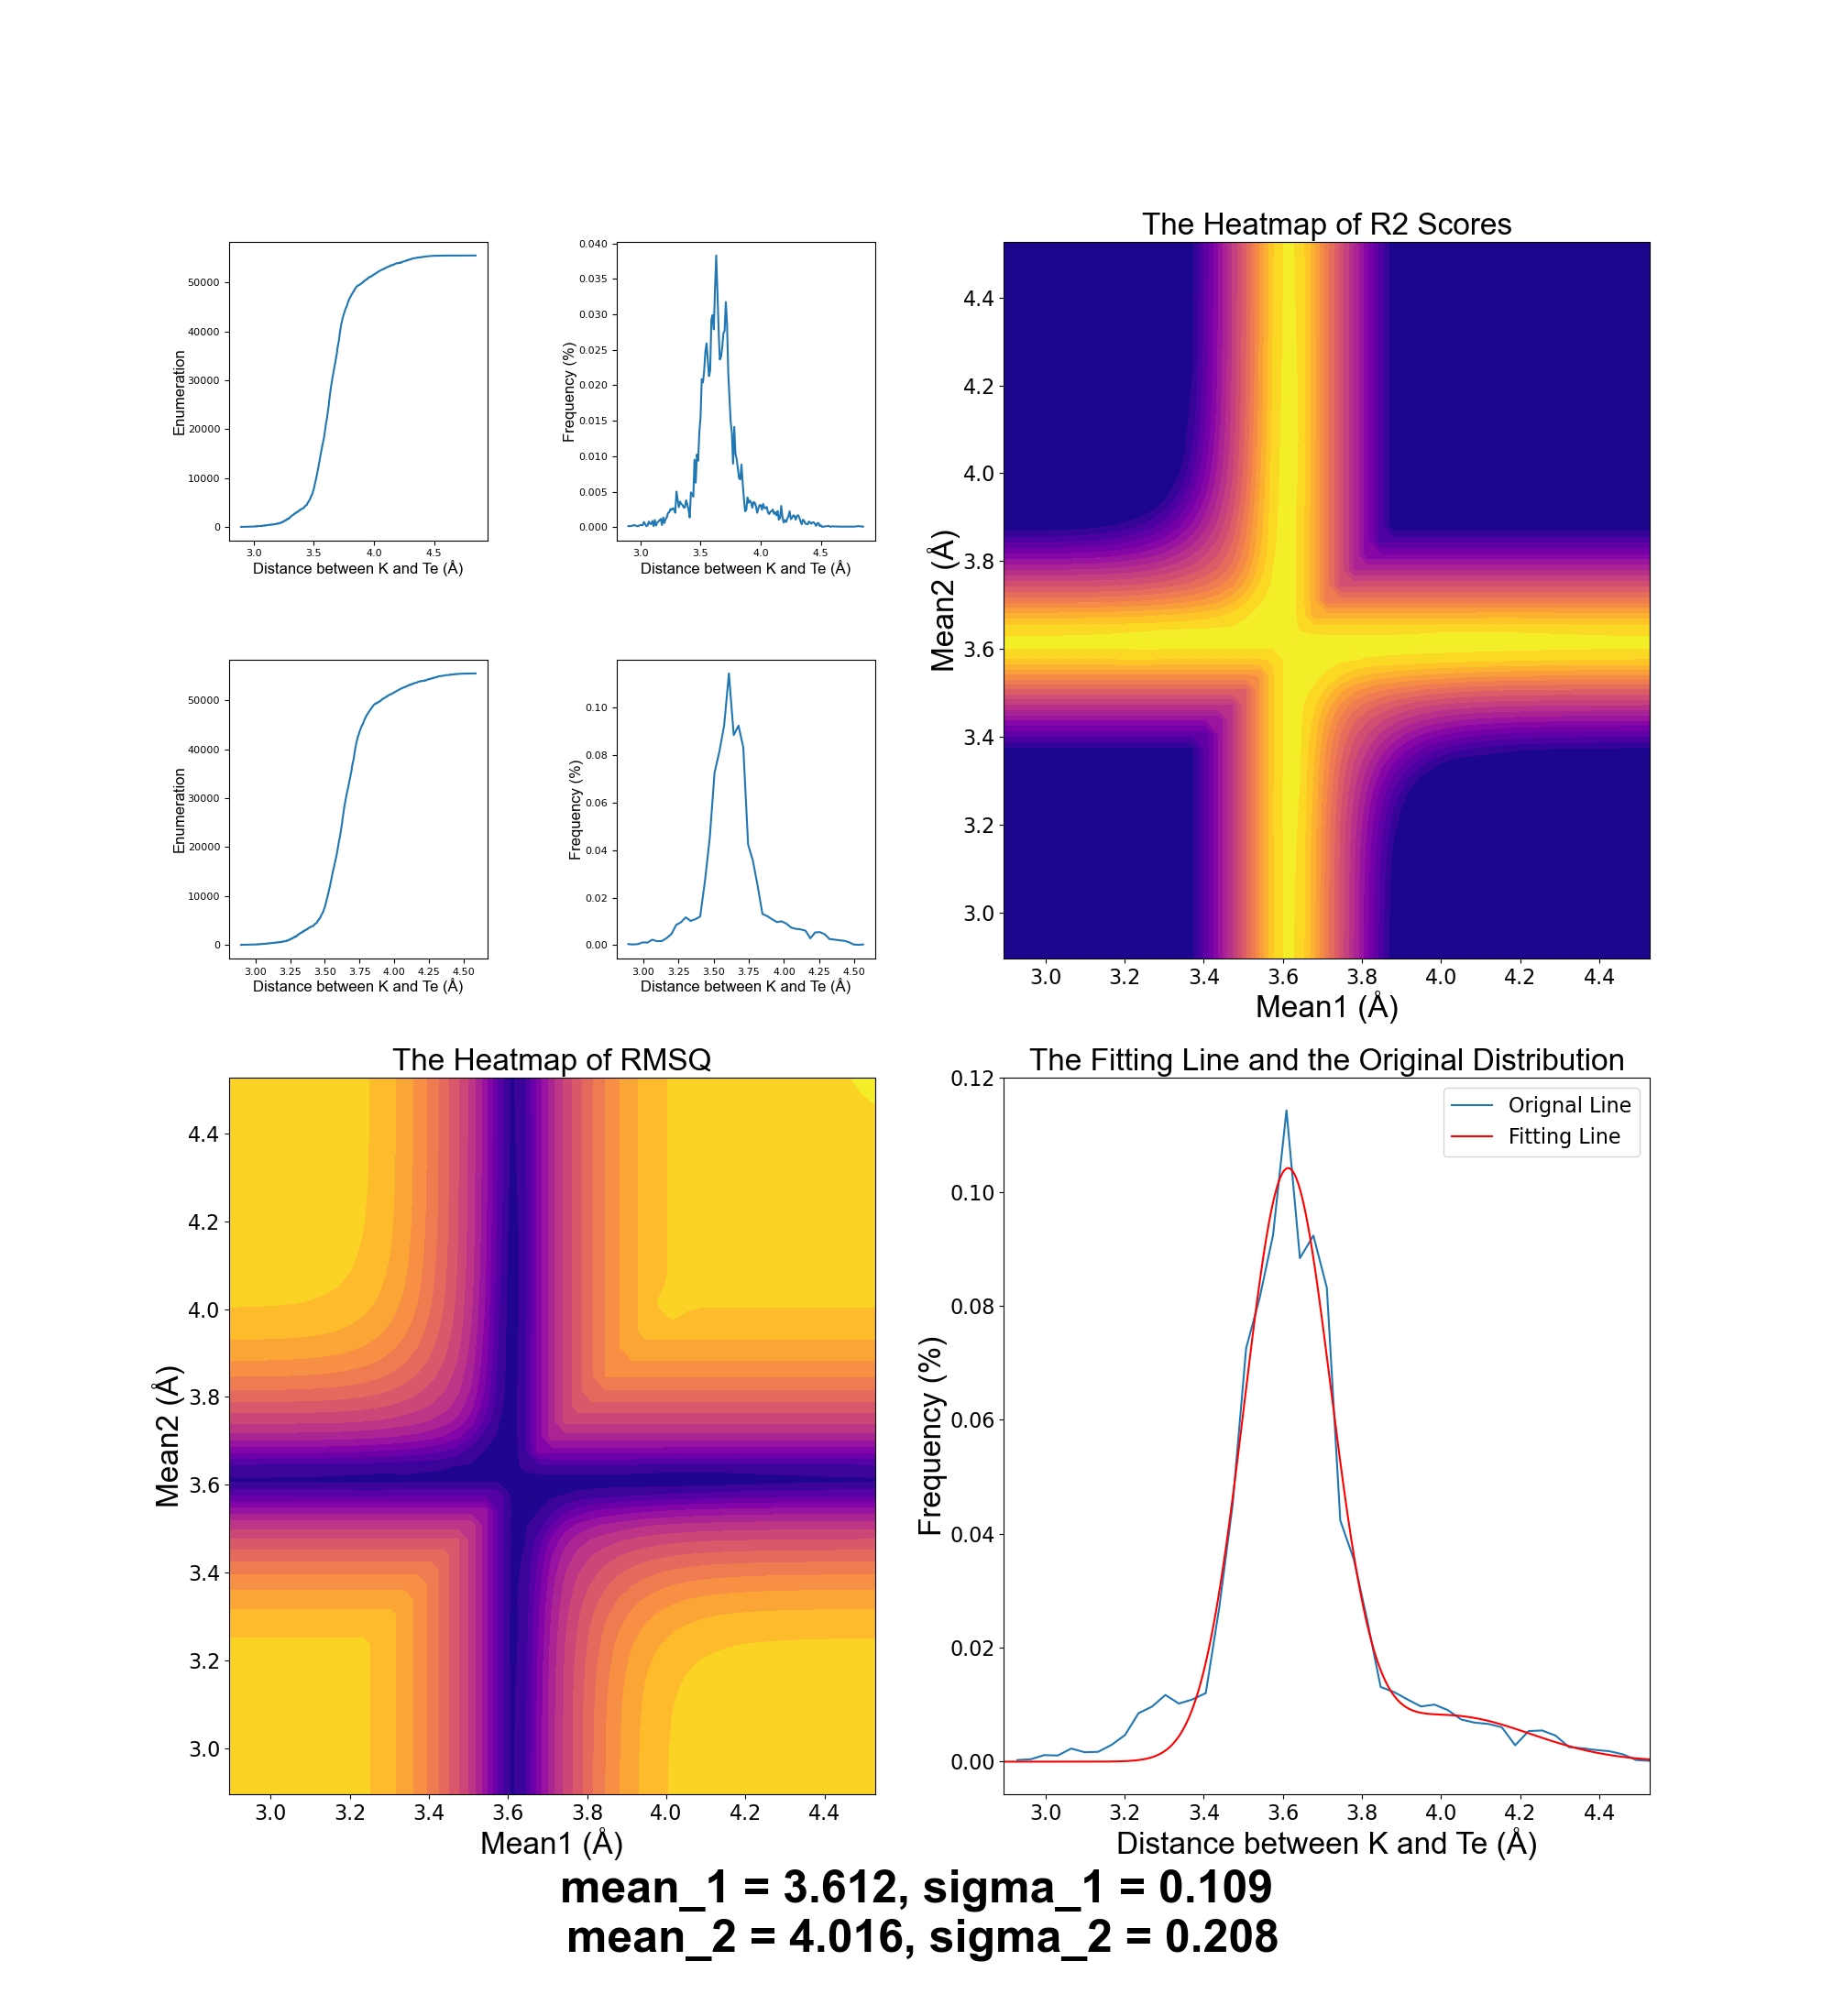 The Heatmap of R2 Scores
Enumeration
50000
40000
30000
20000
10000
0
3.0 3.5 4.0 4.5
Distance between K and Te (Å)
Frequency (%)
0.040
0.035
0.030
0.025
0.020
0.015
0.010
0.005
0.000
3.0 3.5 4.0 4.5
Distance between K and Te (Å)
Mean2 (Å)
4.4
4.2
4.0
3.8
3.6
3.4
3.2
3.0
3.0 3.2 3.4 3.6 3.8 4.0 4.2 4.4
Mean1 (Å)
Enumeration
50000
40000
30000
20000
10000
0
3.00 3.25 3.50 3.75 4.00 4.25 4.50
Distance between K and Te (Å)
Frequency (%)
0.10
0.08
0.06
0.04
0.02
0.00
3.00 3.25 3.50 3.75 4.00 4.25 4.50
Distance between K and Te (Å)
The Heatmap of RMSQ
Mean2 (Å)
4.4
4.2
4.0
3.8
3.6
3.4
3.2
3.0
3.0 3.2 3.4 3.6 3.8 4.0 4.2 4.4
Mean1 (Å)
The Fitting Line and the Original Distribution
Orignal Line
Fitting Line
Frequency (%)
0.12
0.10
0.08
0.06
0.04
0.02
0.00
3.0 3.2 3.4 3.6 3.8 4.0 4.2 4.4
Distance between K and Te (Å)
mean_1 = 3.612, sigma_1 = 0.109
mean_2 = 4.016, sigma_2 = 0.208